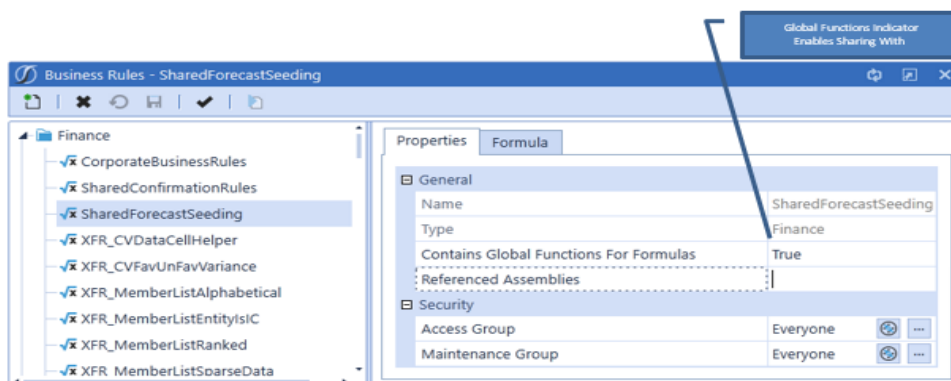 Global Functions Indicator
Enables Sharing With
Business Rules - SharedForecastSeeding
Finance
CorporateBusinessRules
SharedConfirmationRules
SharedForecastSeeding
XFR_CVDataCellHelper
XFR_CVFavUnFavVariance
XFR_MemberListAlphabetical
XFR_MemberListEntityIsIC
XFR_MemberListRanked
XFR_MemberListSparseData
Properties Formula
General
Name SharedForecastSeeding
Type Finance
Contains Global Functions For Formulas True
Referenced Assemblies
Security
Access Group Everyone
Maintenance Group Everyone